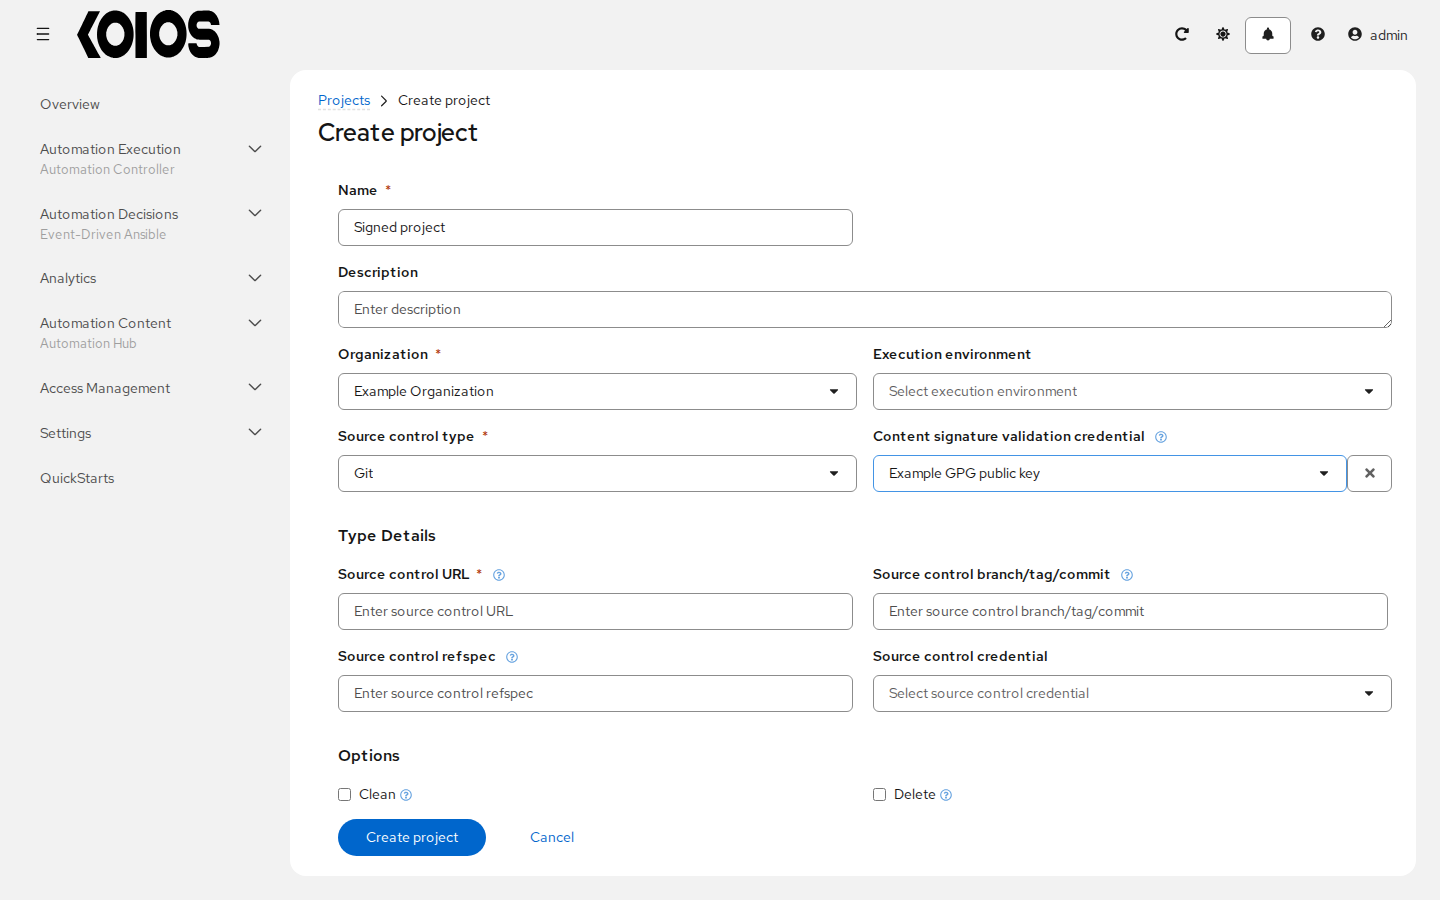 KOIOS
admin
Overview
Automation Execution
Automation Controller
Automation Decisions
Event-Driven Ansible
Analytics
Automation Content
Automation Hub
Access Management
Settings
QuickStarts
Projects
Create project
Create project
Name *
Signed project
Description
Enter description
Organization *
Execution environment
Example Organization
Select execution environment
Source control type *
Content signature validation credential
Git
Example GPG public key
Type Details
Source control URL *
Source control branch/tag/commit
Enter source control URL
Enter source control branch/tag/commit
Source control refspec
Source control credential
Enter source control refspec
Select source control credential
Options
Clean
Delete
Create project
Cancel